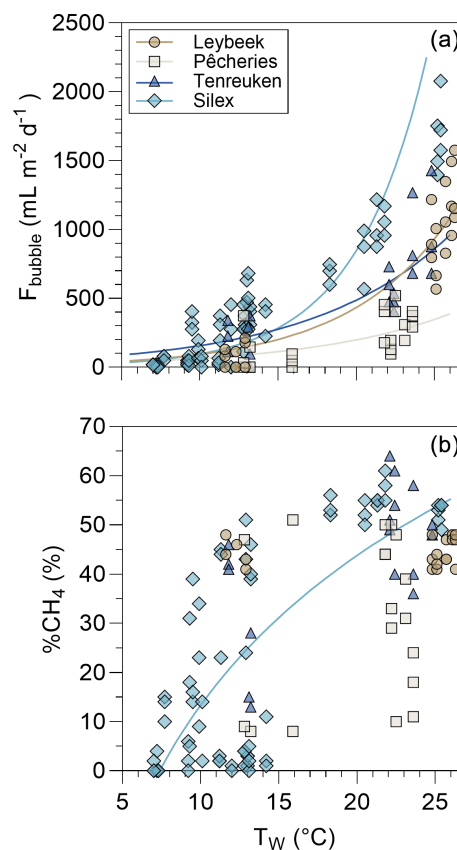 (a)
Leybeek
Pêcheries
Tenreuken
Silex
2500
2000
1500
1000
500
0
F_bubble (mL m⁻² d⁻¹)
(b)
70
60
50
40
30
20
10
0
%CH₄ (%)
5 10 15 20 25
T_W (°C)